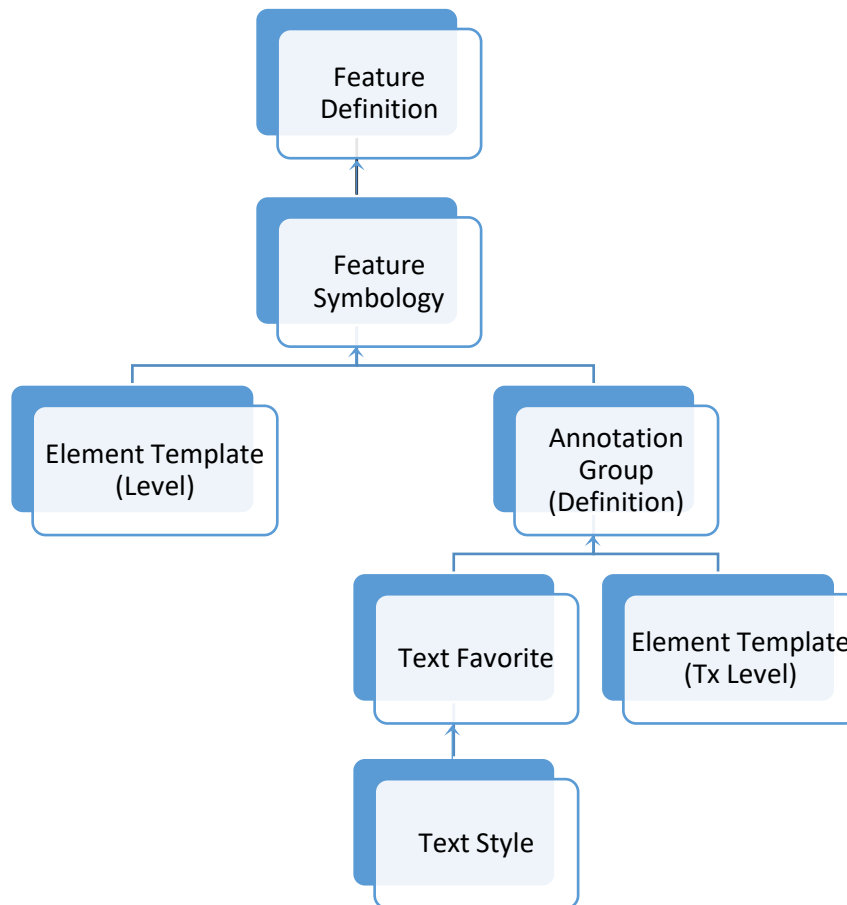 Feature
Definition
Feature
Symbology
Element Template
(Level)
Annotation
Group
(Definition)
Text Favorite
Element Template
(Tx Level)
Text Style